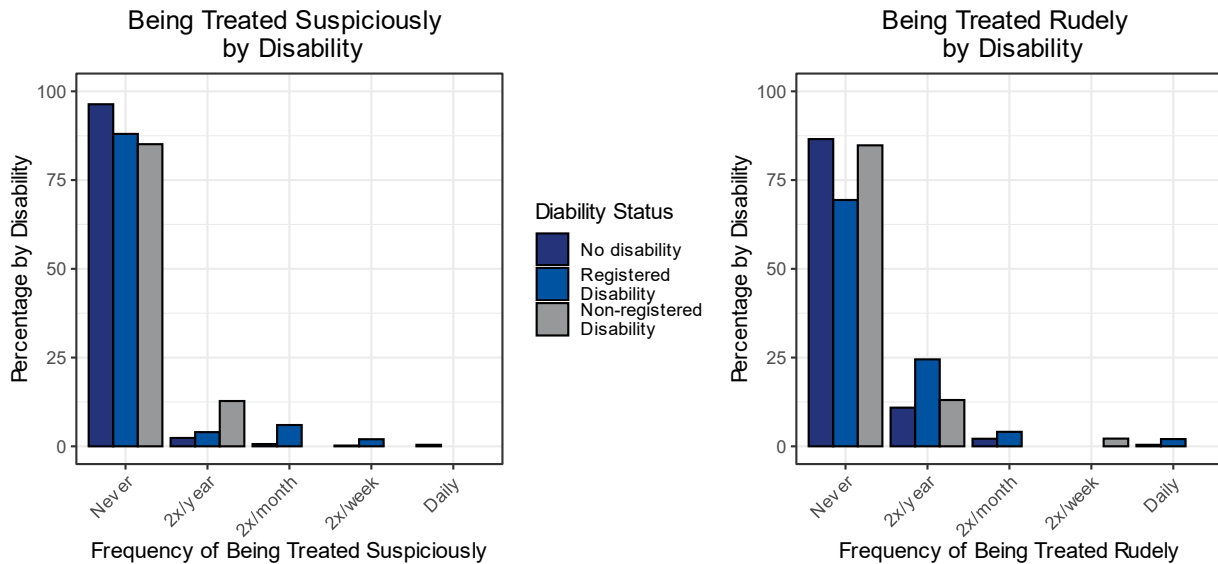 Being Treated Suspiciously
by Disability
Percentage by Disability
100
75
50
25
0
Never
2x/year
2x/month
2x/week
Daily
Frequency of Being Treated Suspiciously
Diability Status
No disability
Registered
Disability
Non-registered
Disability
Being Treated Rudely
by Disability
Percentage by Disability
100
75
50
25
0
Never
2x/year
2x/month
2x/week
Daily
Frequency of Being Treated Rudely